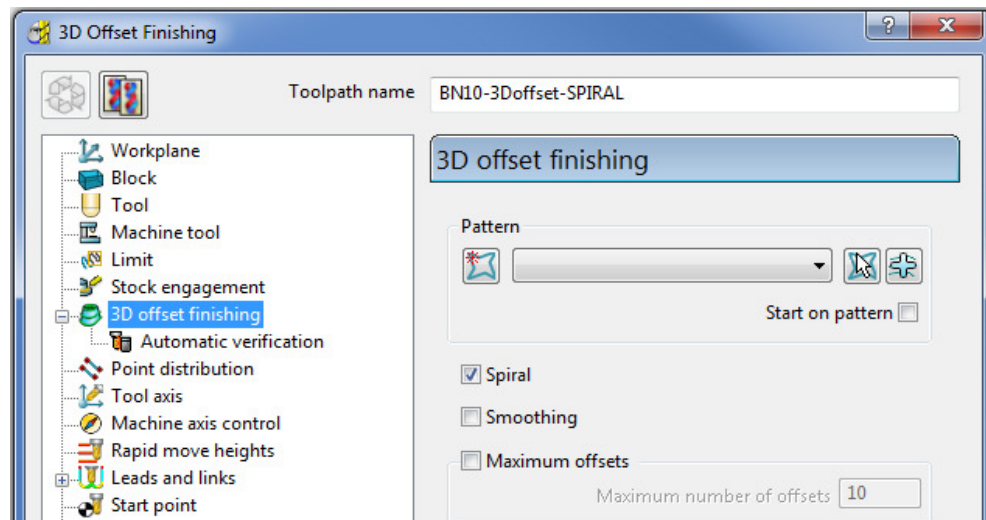 3D Offset Finishing
Toolpath name BN10-3Doffset-SPIRAL
Workplane
Block
Tool
Machine tool
Limit
Stock engagement
3D offset finishing
Automatic verification
Point distribution
Tool axis
Machine axis control
Rapid move heights
Leads and links
Start point
3D offset finishing
Pattern
Start on pattern
Spiral
Smoothing
Maximum offsets
Maximum number of offsets 10